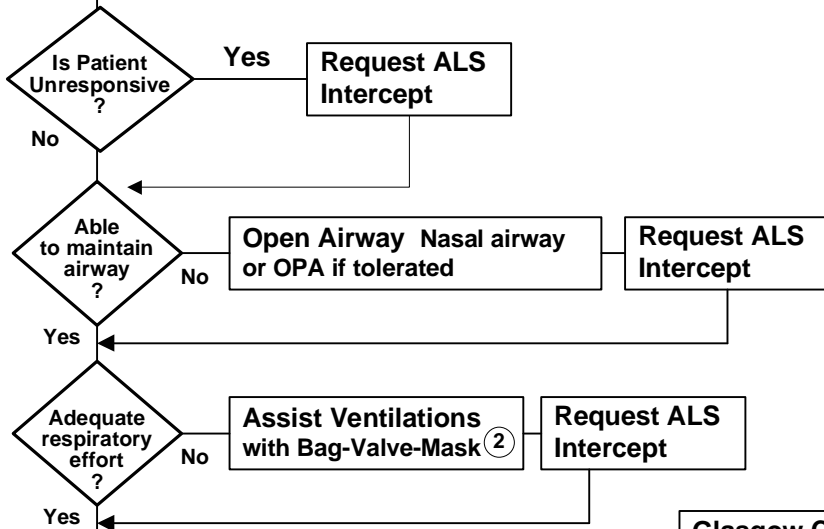 Is Patient
Unresponsive
?
Yes
Request ALS
Intercept
No
Able
to maintain
airway
?
No
Open Airway Nasal airway
or OPA if tolerated
Request ALS
Intercept
Yes
Adequate
respiratory
effort
?
No
Assist Ventilations
with Bag-Valve-Mask 2
Request ALS
Intercept
Yes
Glasgow